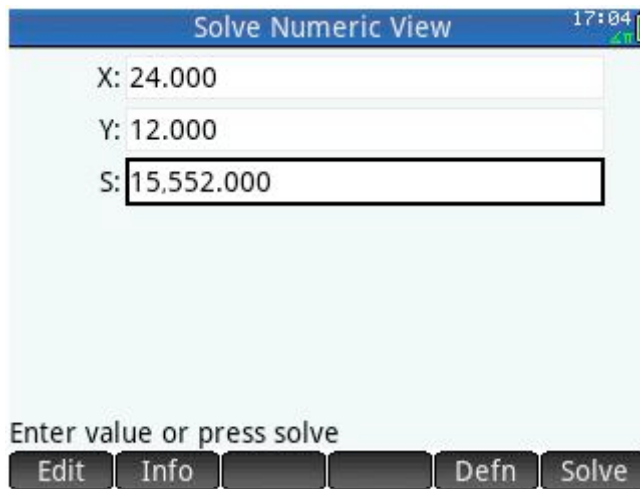 Solve Numeric View 17:04
∡π
X: 24.000
Y: 12.000
S: 15,552.000
Enter value or press solve
Edit Info Defn Solve